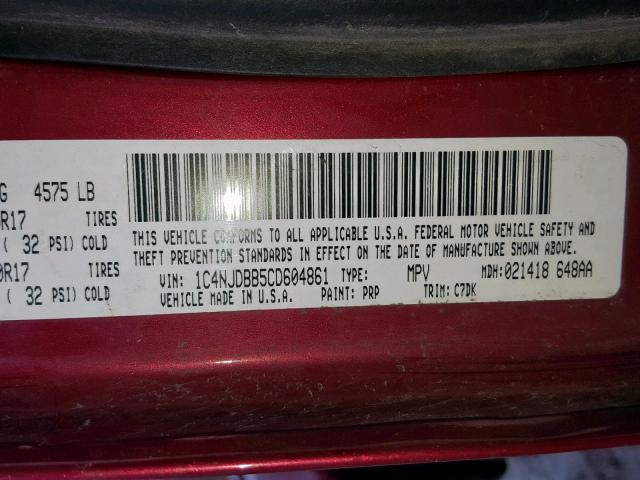 G 4575 LB
R17 TIRES
( 32 PSI) COLD
0R17 TIRES
( 32 PSI) COLD
THIS VEHICLE CONFORMS TO ALL APPLICABLE U.S.A. FEDERAL MOTOR VEHICLE SAFETY AND
THEFT PREVENTION STANDARDS IN EFFECT ON THE DATE OF MANUFACTURE SHOWN ABOVE.
VIN: 1C4NJDBB5CD604861 TYPE: MPV MDH: 021418 648AA
VEHICLE MADE IN U.S.A. PAINT: PRP TRIM: C7DK